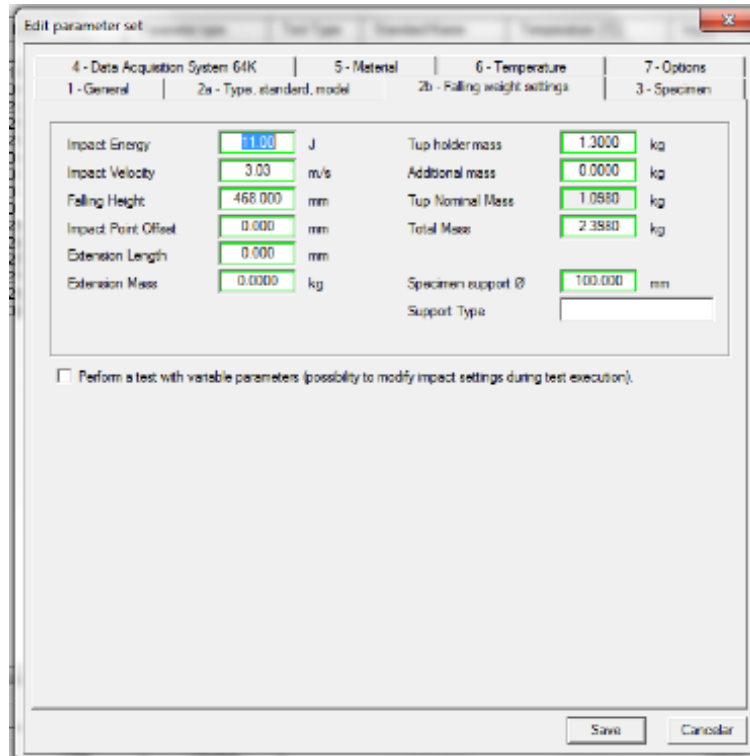 Edit parameter set
4 - Data Acquisition System 64K 5 - Material 6 - Temperature 7 - Options
1 - General 2a - Type, standard, model 2b - Falling weight settings 3 - Specimen
Impact Energy 11.00 J Tup holder mass 1.3000 kg
Impact Velocity 3.03 m/s Additional mass 0.0000 kg
Falling Height 468.000 mm Tup Nominal Mass 1.0980 kg
Impact Point Offset 0.000 mm Total Mass 2.3980 kg
Extension Length 0.000 mm
Extension Mass 0.0000 kg Specimen support Ø 100.000 mm
Support Type
Perform a test with variable parameters (possibility to modify impact settings during test execution).
Save Cancelar